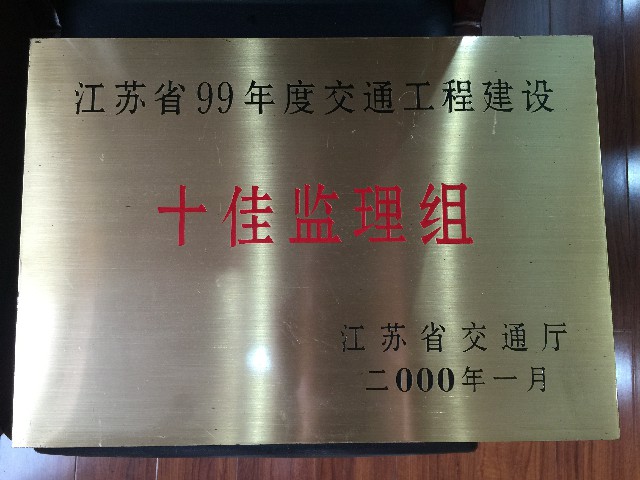 江苏省99年度交通工程建设
十佳监理组
江苏省交通厅
二000年一月